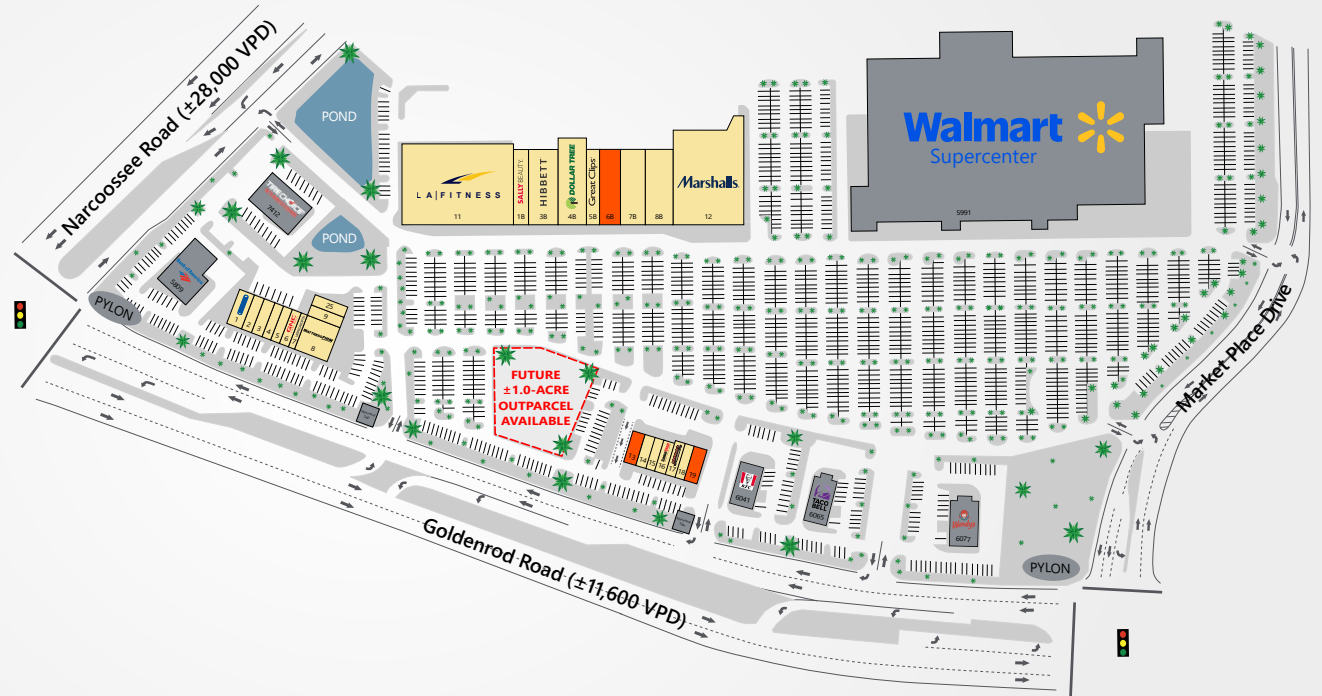 Narcoossee Road (±28,000 VPD)
POND
POND
PYLON
7412
5809
1
2
3
4
5
6
GNC
25
9
8
LA|FITNESS
11
SALLY BEAUTY
1B
HIBBETT
3B
DOLLAR TREE
4B
Great Clips
5B
6B
7B
8B
Marshalls
12
Walmart
Supercenter
5991
Market Place Drive
FUTURE
±1.0-ACRE
OUTPARCEL
AVAILABLE
13
14
15
16
17
18
19
KFC
6041
TACO
BELL
6065
Wendy's
6077
PYLON
Goldenrod Road (±11,600 VPD)